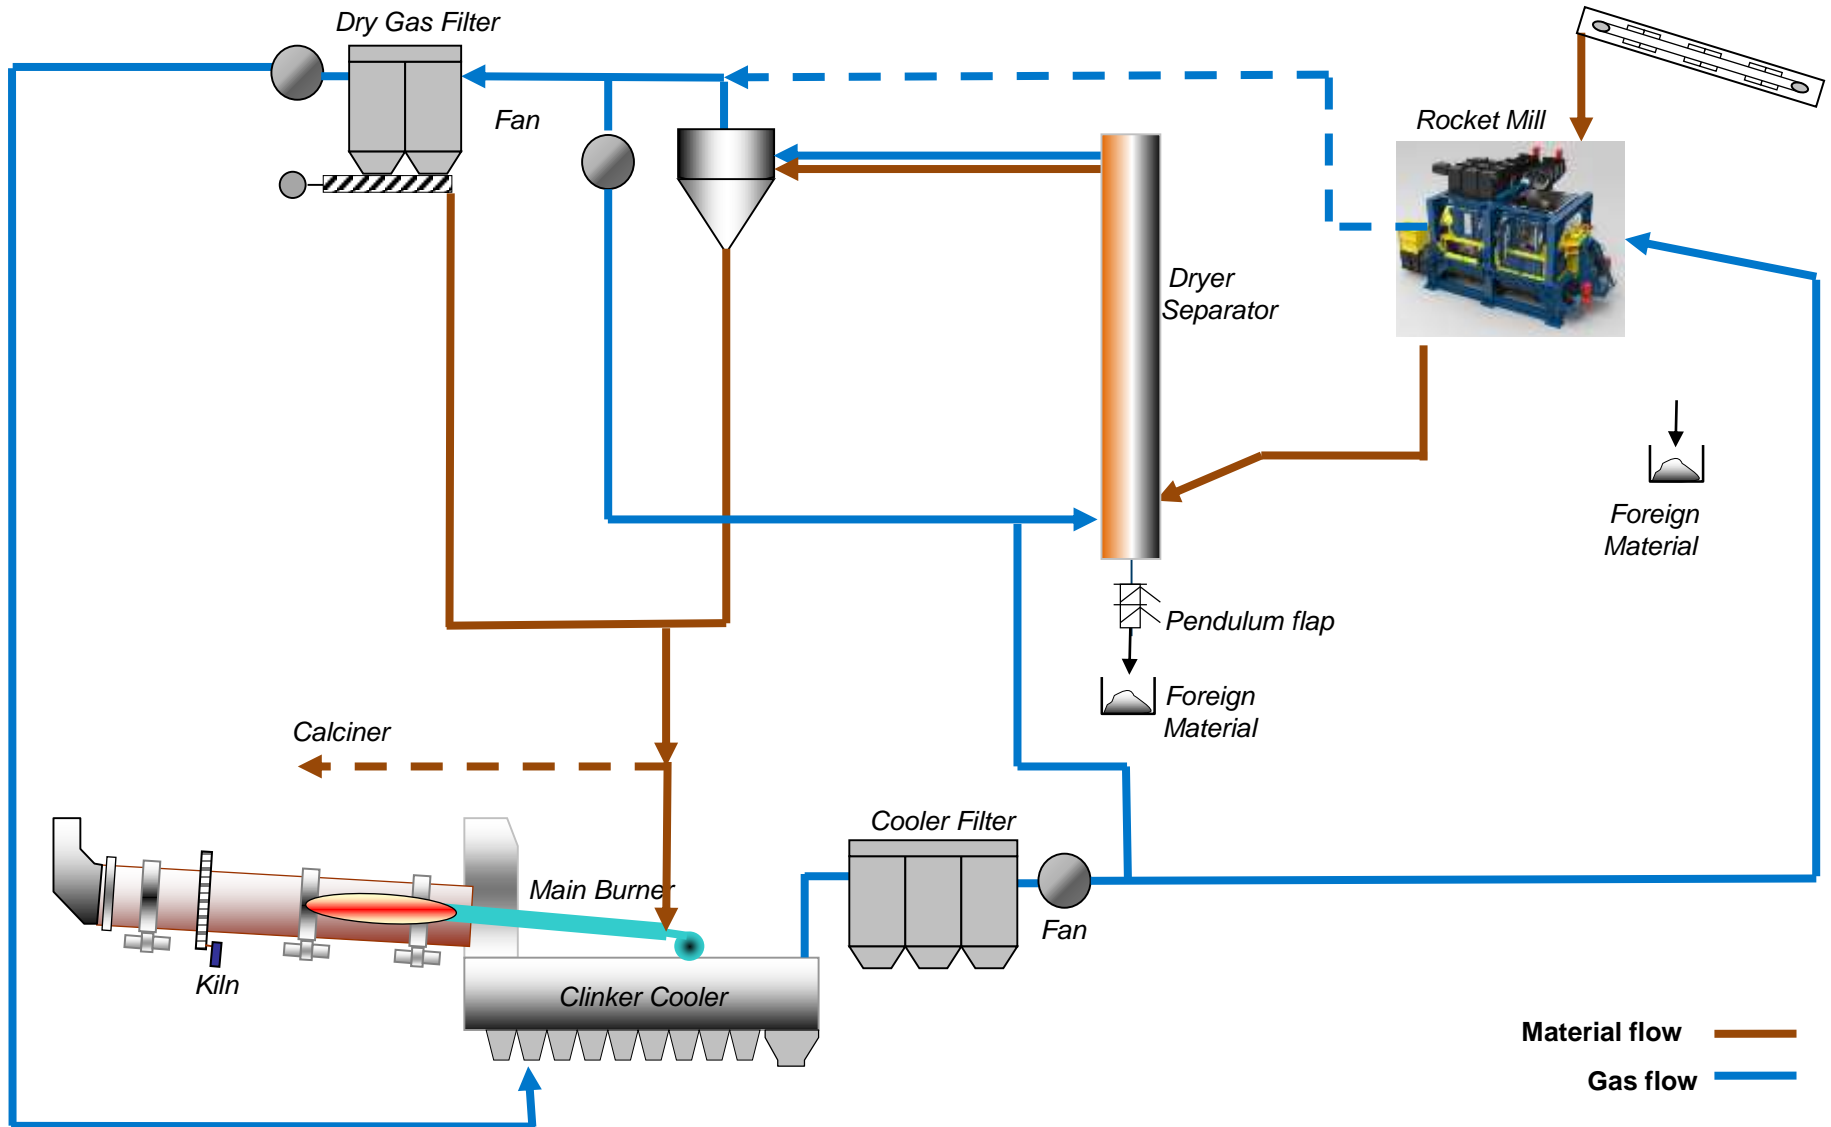 Dry Gas Filter
Fan
Rocket Mill
Dryer
Separator
Foreign
Material
Pendulum flap
Foreign
Material
Calciner
Cooler Filter
Main Burner
Fan
Kiln
Clinker Cooler
Material flow
Gas flow